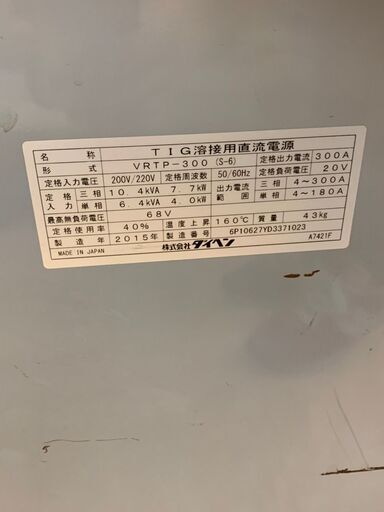 名 称 TIG溶接用直流電源
形 式 VRTP-300 (S-6) 定格出力電流 300A
定格入力電圧 200V/220V 定格周波数 50/60Hz 定格負荷電圧 20V
定格 三相 10.4kVA 7.7kW 出力電流 三相 4～300A
入力 単相 6.4kVA 4.0kW 範囲 単相 4～180A
最高無負荷電圧 68V
定格使用率 40% 温度上昇 160℃ 質量 43kg
製造年 2015年 製造番号 6P10627YD3371023
MADE IN JAPAN 株式会社ダイヘン A7421F